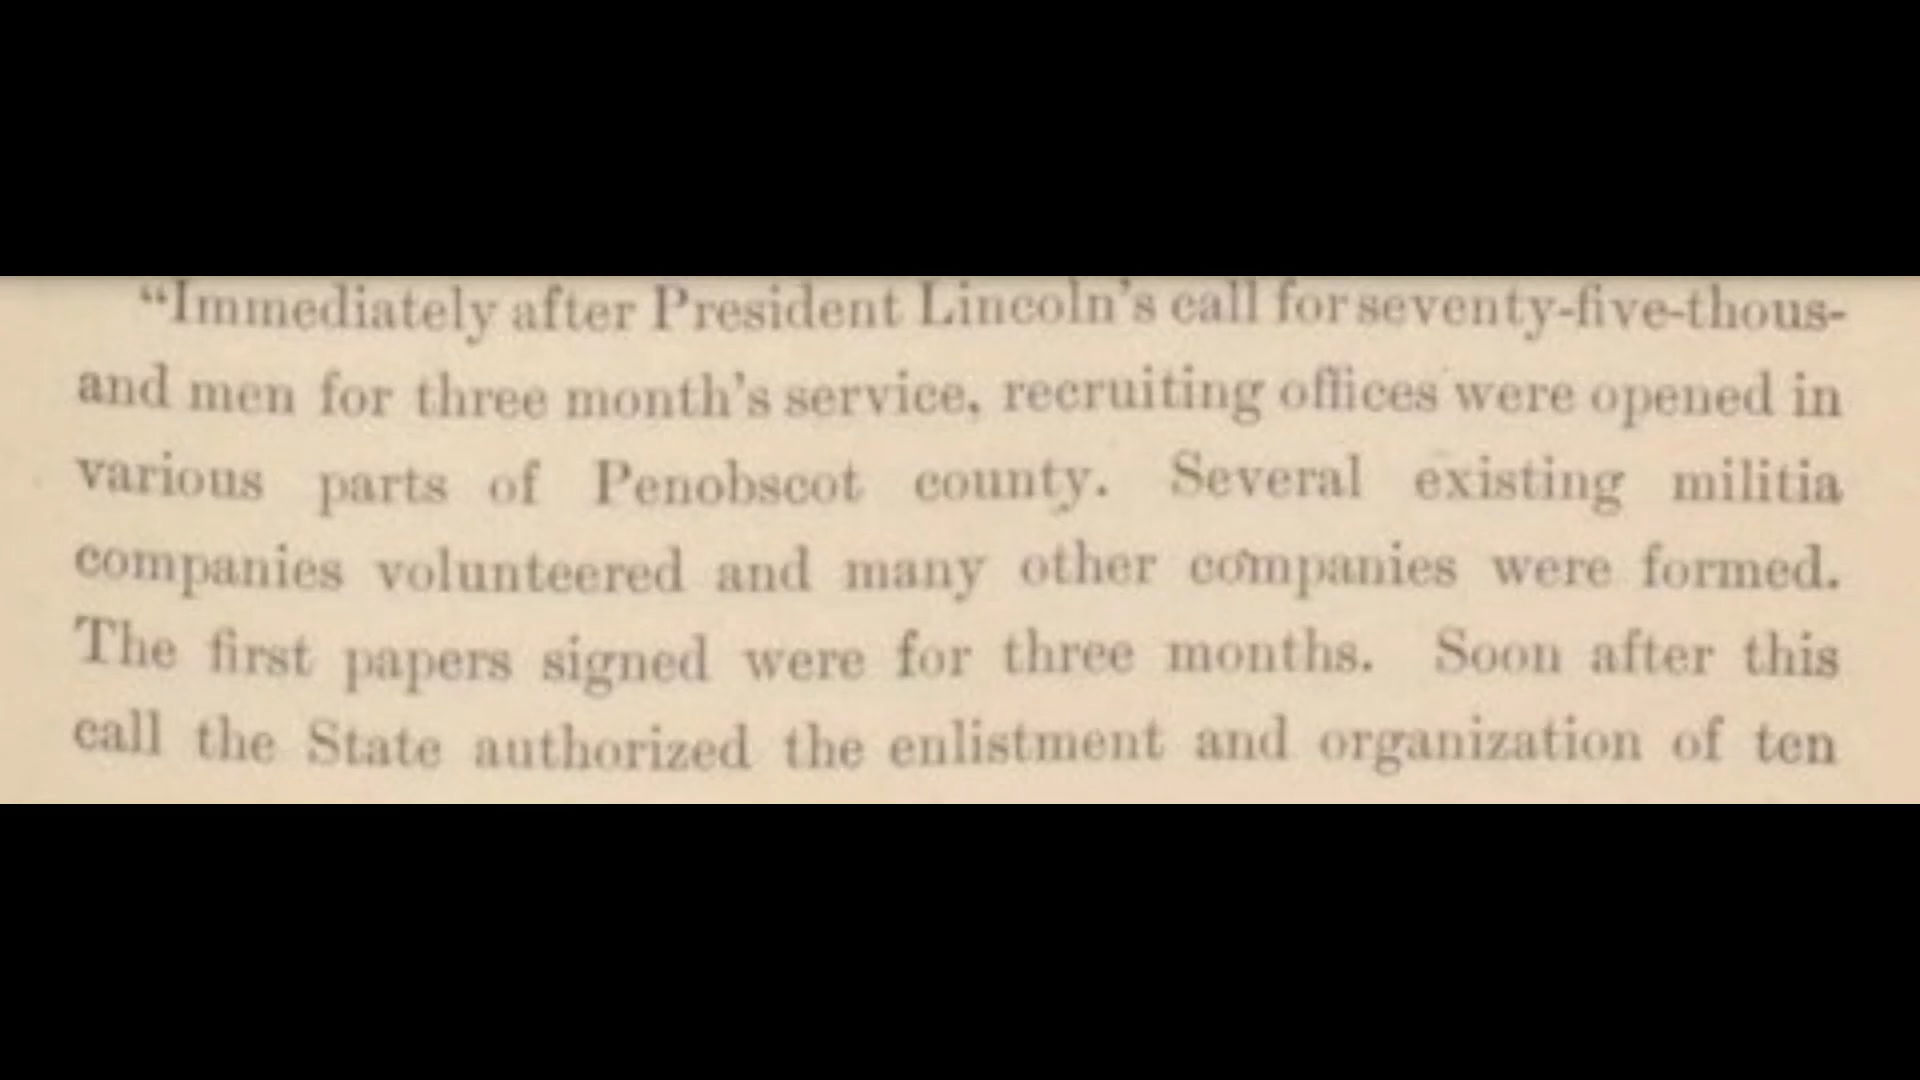 “Immediately after President Lincoln’s call for seventy-five-thous-
and men for three month’s service, recruiting offices were opened in
various parts of Penobscot county. Several existing militia
companies volunteered and many other companies were formed.
The first papers signed were for three months. Soon after this
call the State authorized the enlistment and organization of ten